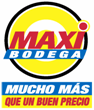 MAXI
BODEGA
MUCHO MÁS
QUE UN BUEN PRECIO